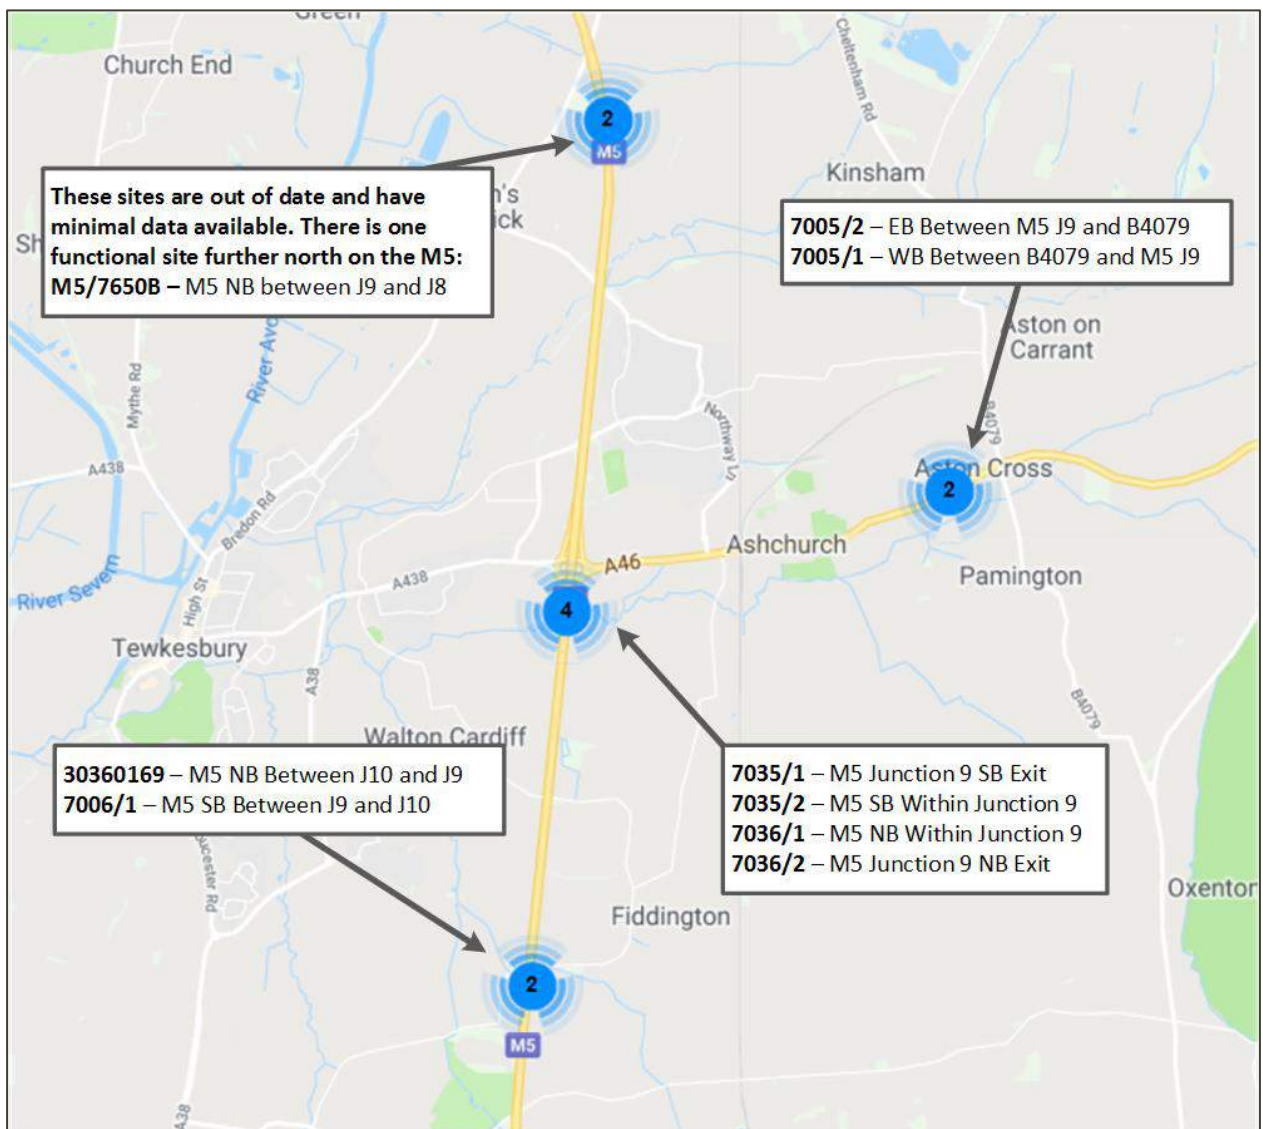 Green
Church End
2
M5
Cheltenham Rd
Kinsham
These sites are out of date and have
minimal data available. There is one
functional site further north on the M5:
M5/7650B – M5 NB between J9 and J8
n's
ick
Sh
7005/2 – EB Between M5 J9 and B4079
7005/1 – WB Between B4079 and M5 J9
Aston on
Carrant
River Avo
Mythe Rd
A438
Bredon Rd
Northway Ln
B4079
Aston Cross
2
Ashchurch
A46
Pamington
River Severn
High St
A438
4
Tewkesbury
A38
Walton Cardiff
B4079
30360169 – M5 NB Between J10 and J9
7006/1 – M5 SB Between J9 and J10
7035/1 – M5 Junction 9 SB Exit
7035/2 – M5 SB Within Junction 9
7036/1 – M5 NB Within Junction 9
7036/2 – M5 Junction 9 NB Exit
ucester Rd
Fiddington
Oxenton
2
M5
A38